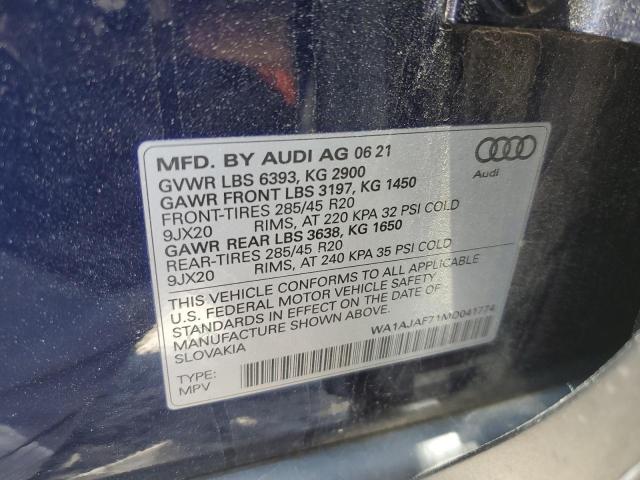 MFD. BY AUDI AG 06 21
GVWR LBS 6393, KG 2900
GAWR FRONT LBS 3197, KG 1450
FRONT-TIRES 285/45 R20
9JX20 RIMS, AT 220 KPA 32 PSI COLD
GAWR REAR LBS 3638, KG 1650
REAR-TIRES 285/45 R20
9JX20 RIMS, AT 240 KPA 35 PSI COLD
Audi
THIS VEHICLE CONFORMS TO ALL APPLICABLE
U.S. FEDERAL MOTOR VEHICLE SAFETY
STANDARDS IN EFFECT ON THE DATE OF
MANUFACTURE SHOWN ABOVE.
SLOVAKIA
WA1AJAF71MD041774
TYPE:
MPV